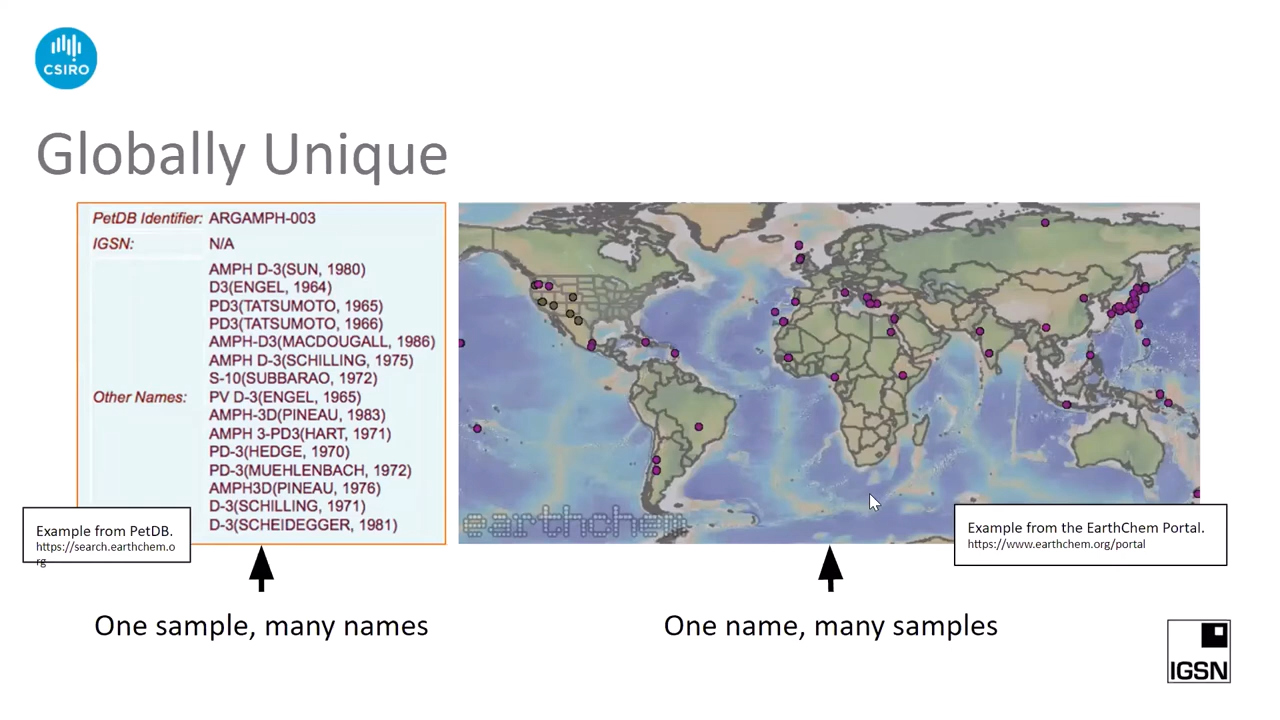 CSIRO
Globally Unique
PetDB Identifier: ARGAMPH-003
IGSN: N/A
Other Names:
AMPH D-3(SUN, 1980)
D3(ENGEL, 1964)
PD3(TATSUMOTO, 1965)
PD3(TATSUMOTO, 1966)
AMPH-D3(MACDOUGALL, 1986)
AMPH D-3(SCHILLING, 1975)
S-10(SUBBARAO, 1972)
PV D-3(ENGEL, 1965)
AMPH-3D(PINEAU, 1983)
AMPH 3-PD3(HART, 1971)
PD-3(HEDGE, 1970)
PD-3(MUEHLENBACH, 1972)
AMPH3D(PINEAU, 1976)
D-3(SCHILLING, 1971)
D-3(SCHEIDEGGER, 1981)
Example from PetDB.
https://search.earthchem.o
rg
earthchem
Example from the EarthChem Portal.
https://www.earthchem.org/portal
One sample, many names
One name, many samples
IGSN